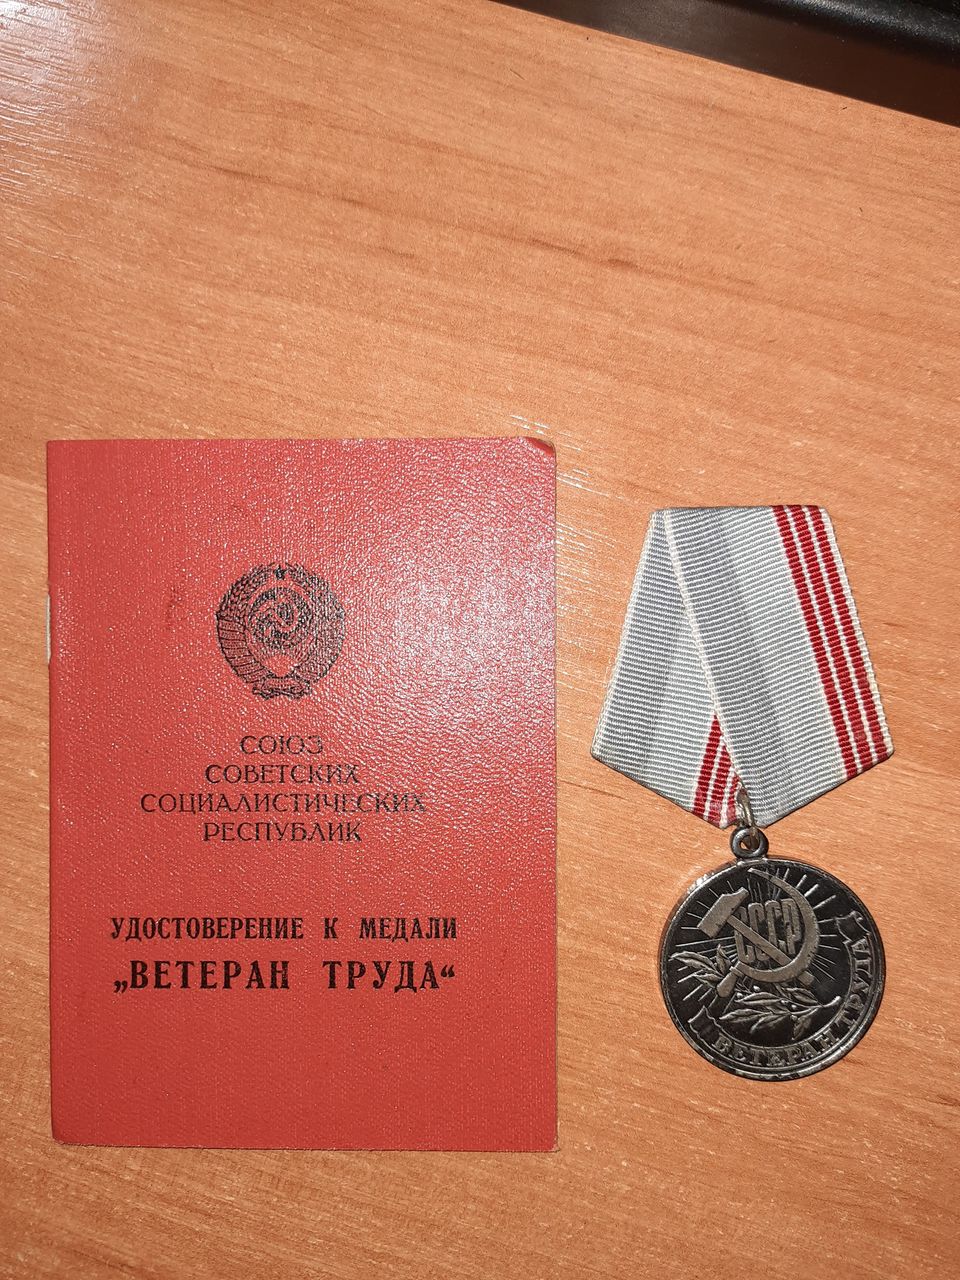 СОЮЗ
СОВЕТСКИХ
СОЦИАЛИСТИЧЕСКИХ
РЕСПУБЛИК
УДОСТОВЕРЕНИЕ К МЕДАЛИ
„ВЕТЕРАН ТРУДА“
СССР
ВЕТЕРАН ТРУДА